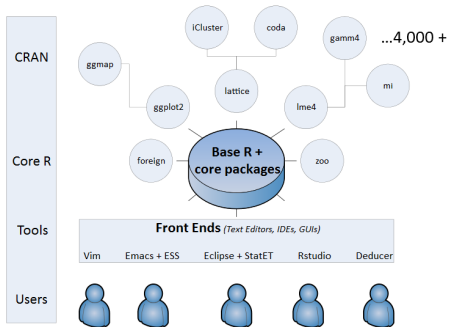 CRAN
iCluster
coda
gamm4
...4,000 +
ggmap
ggplot2
lattice
lme4
mi
Core R
foreign
Base R +
core packages
zoo
Tools
Front Ends (Text Editors, IDEs, GUIs)
Vim Emacs + ESS Eclipse + StatET Rstudio Deducer
Users